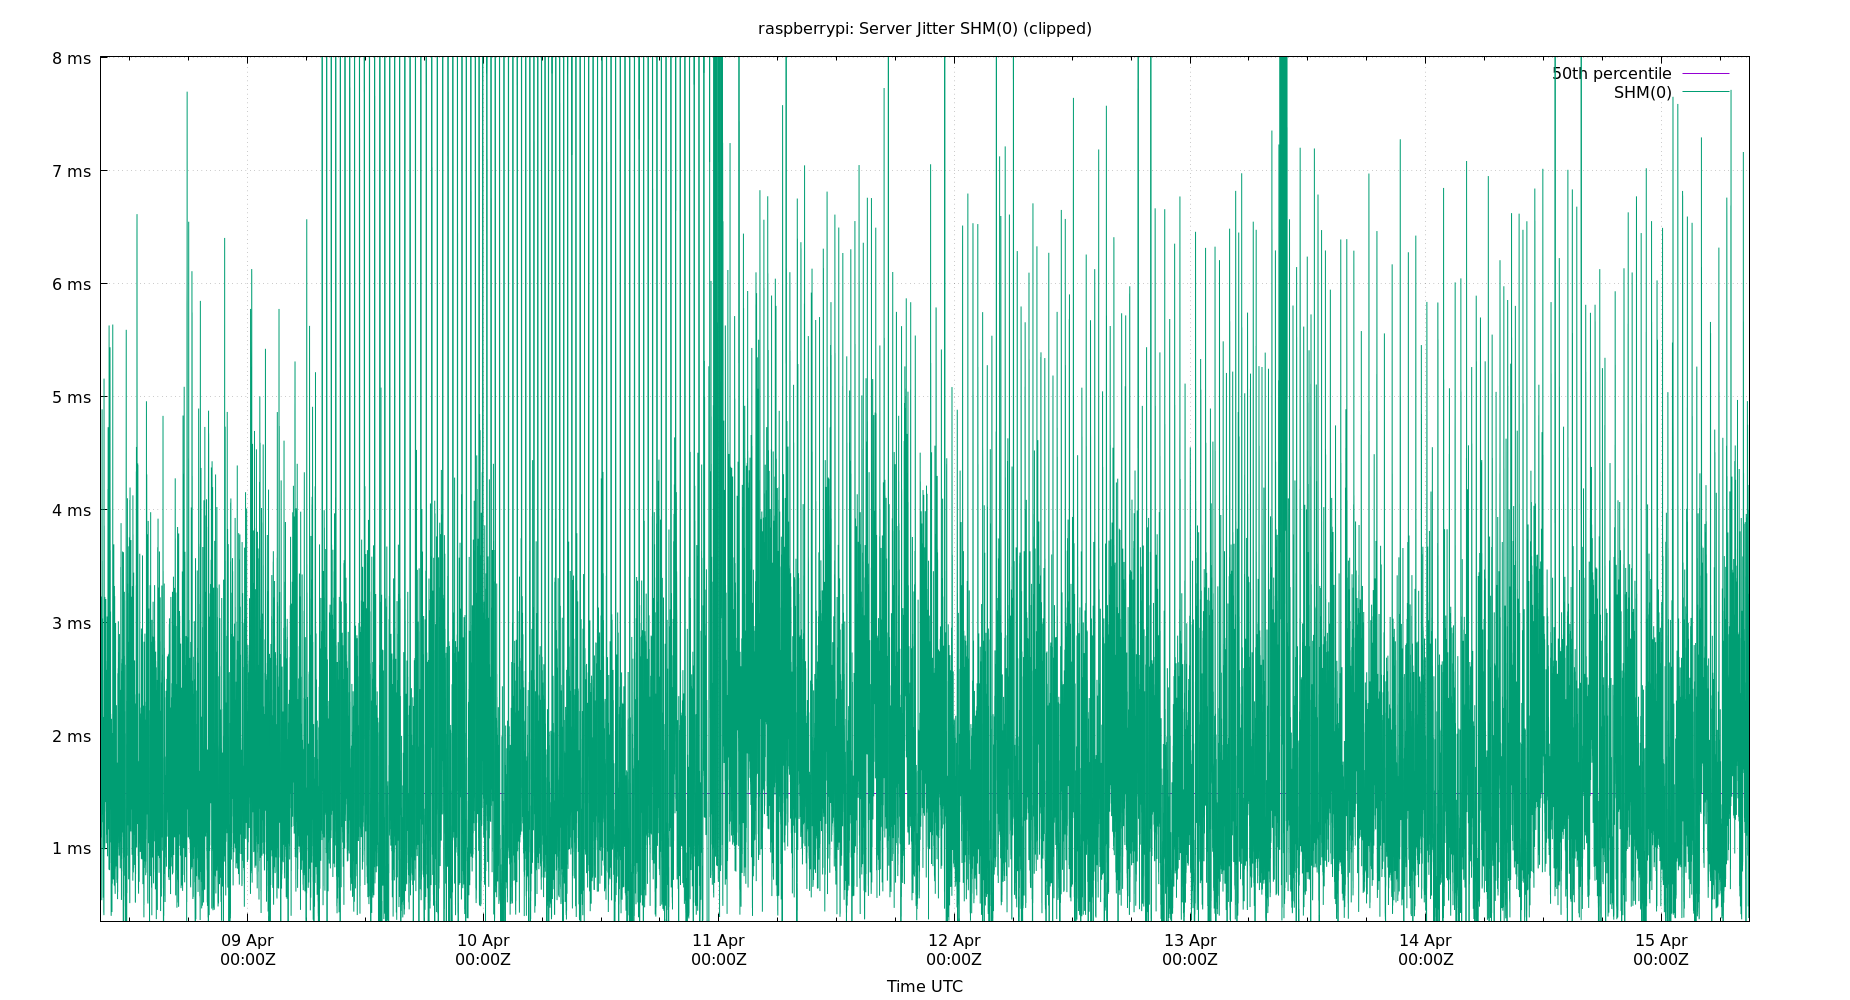 raspberrypi: Server Jitter SHM(0) (clipped)
8 ms
50th percentile
SHM(0)
7 ms
6 ms
5 ms
4 ms
3 ms
2 ms
1 ms
09 Apr 10 Apr 11 Apr 12 Apr 13 Apr 14 Apr 15 Apr
00:00Z 00:00Z 00:00Z 00:00Z 00:00Z 00:00Z 00:00Z
Time UTC